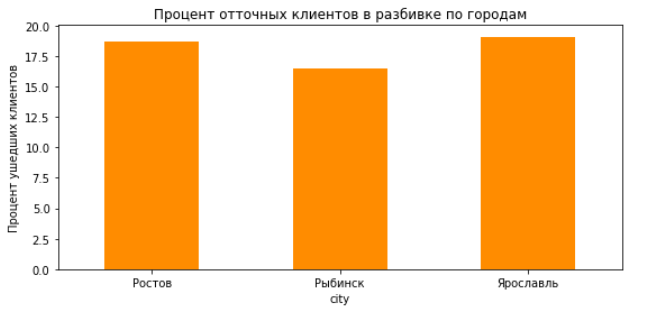 Процент отточных клиентов в разбивке по городам
Процент ушедших клиентов
20.0
17.5
15.0
12.5
10.0
7.5
5.0
2.5
0.0
Ростов Рыбинск Ярославль
city